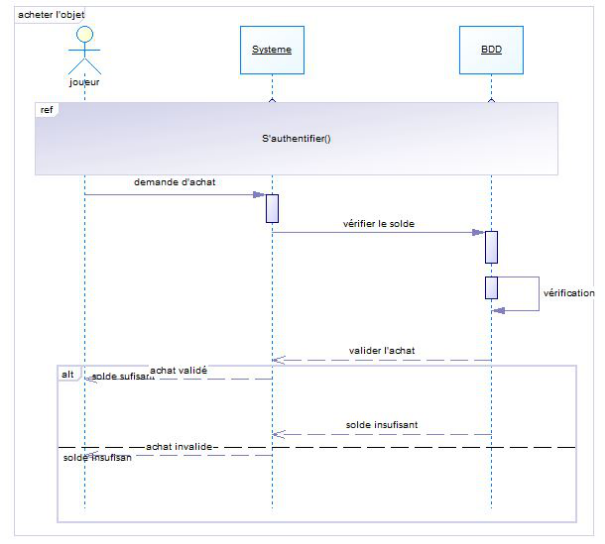 acheter l'objet
joueur
Systeme
BDD
ref
S'authentifier()
demande d'achat
vérifier le solde
vérification
valider l'achat
alt
achat validé
solde sufisan
solde insufisant
achat invalide
solde insufisan